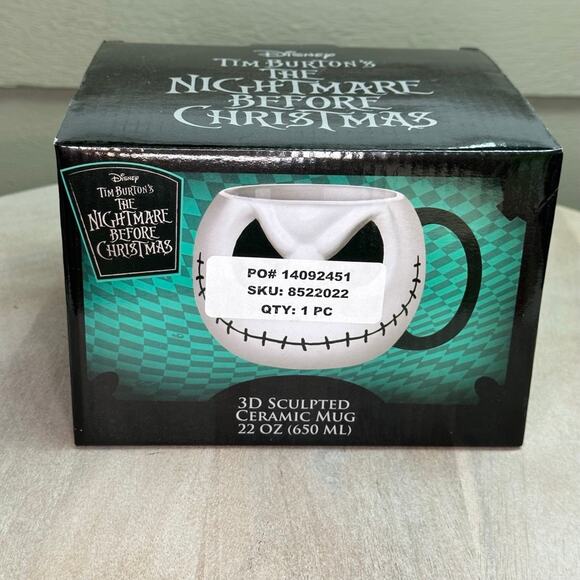 Disney
Tim Burton's
The
Nightmare
Before
Christmas
Disney
Tim Burton's
The
Nightmare
Before
Christmas
PO# 14092451
SKU: 8522022
QTY: 1 PC
3D Sculpted
Ceramic Mug
22 oz (650 mL)